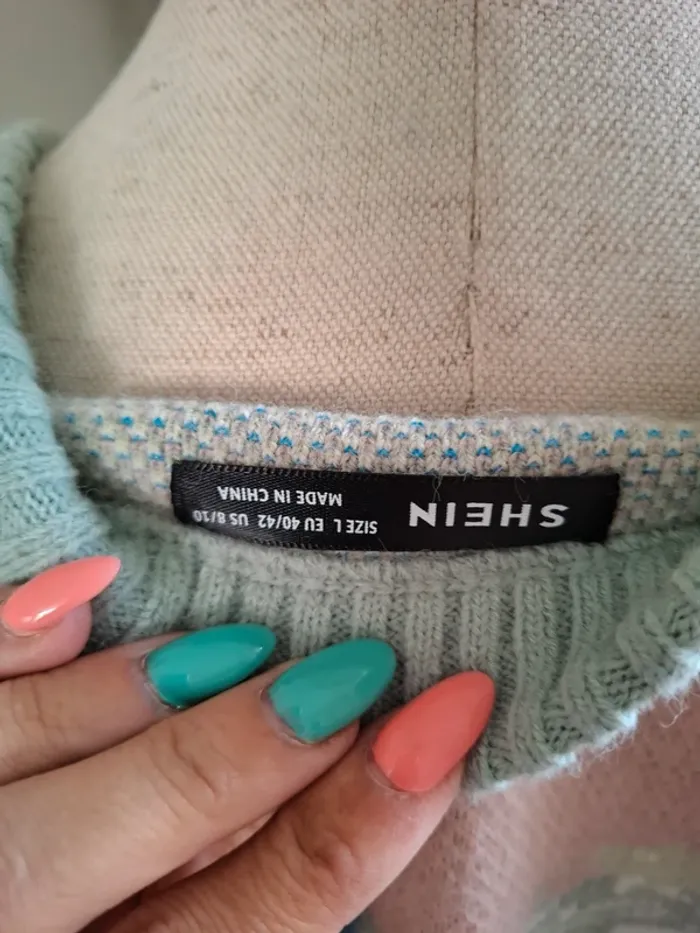 SHEIN
SIZE L EU 40/42 US 8/10
MADE IN CHINA